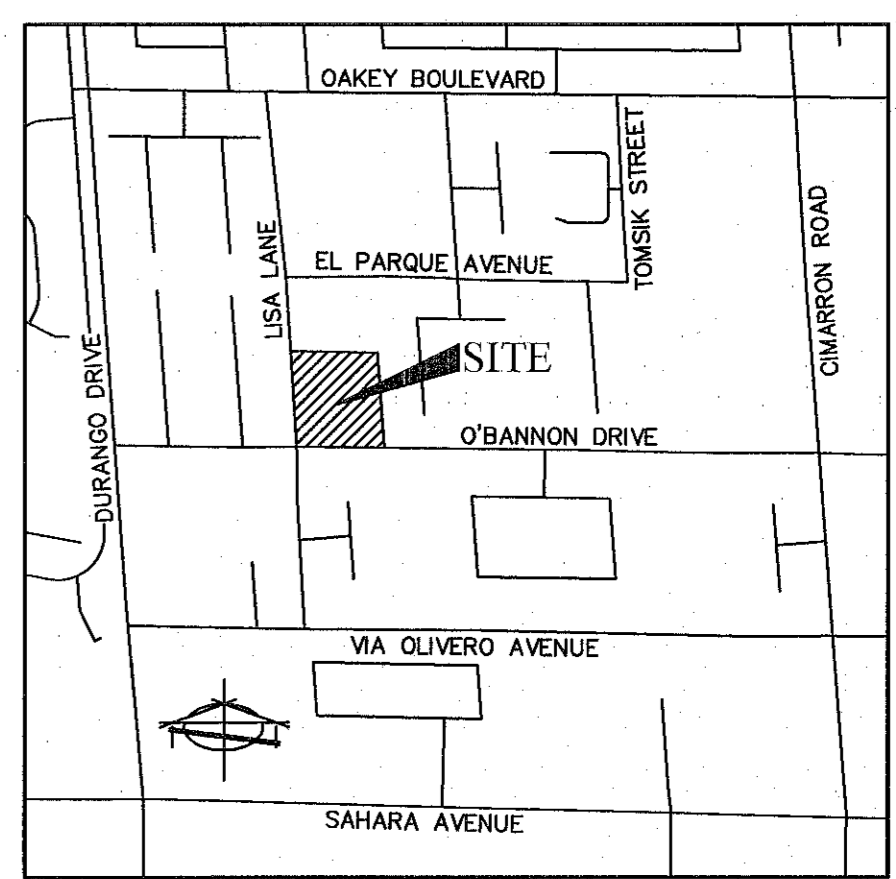 OAKEY BOULEVARD
TOMSIK STREET
CIMARRON ROAD
LISA LANE
EL PARQUE AVENUE
SITE
DURANGO DRIVE
O'BANNON DRIVE
VIA OLIVERO AVENUE
SAHARA AVENUE